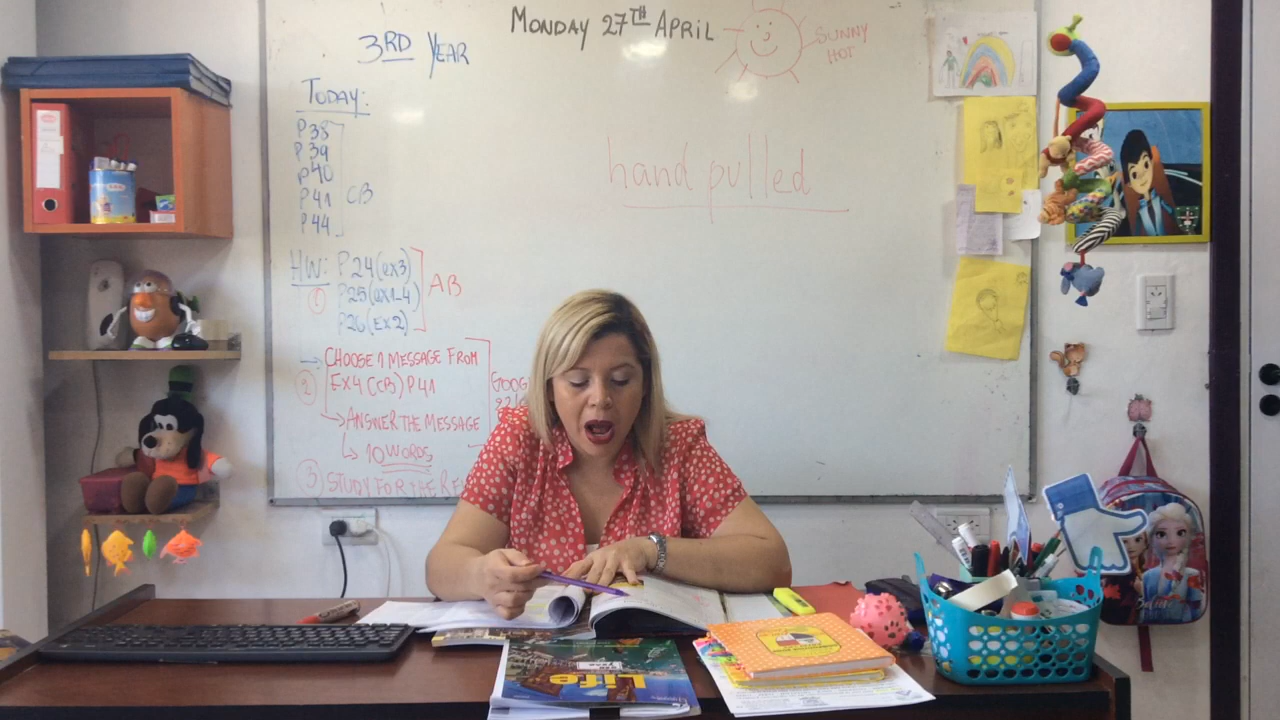 MONDAY 27TH APRIL
SUNNY
HOT
3RD YEAR
TODAY:
P38
P39
P40
P41
P44
CB
hand pulled
HW: P24(ex3)
① P25(ex1-4)
P26(EX2)
AB
② → CHOOSE 1 MESSAGE FROM
EX4 (CB) P41
→ ANSWER THE MESSAGE
↳ 10 WORDS
③ STUDY FOR THE
Life